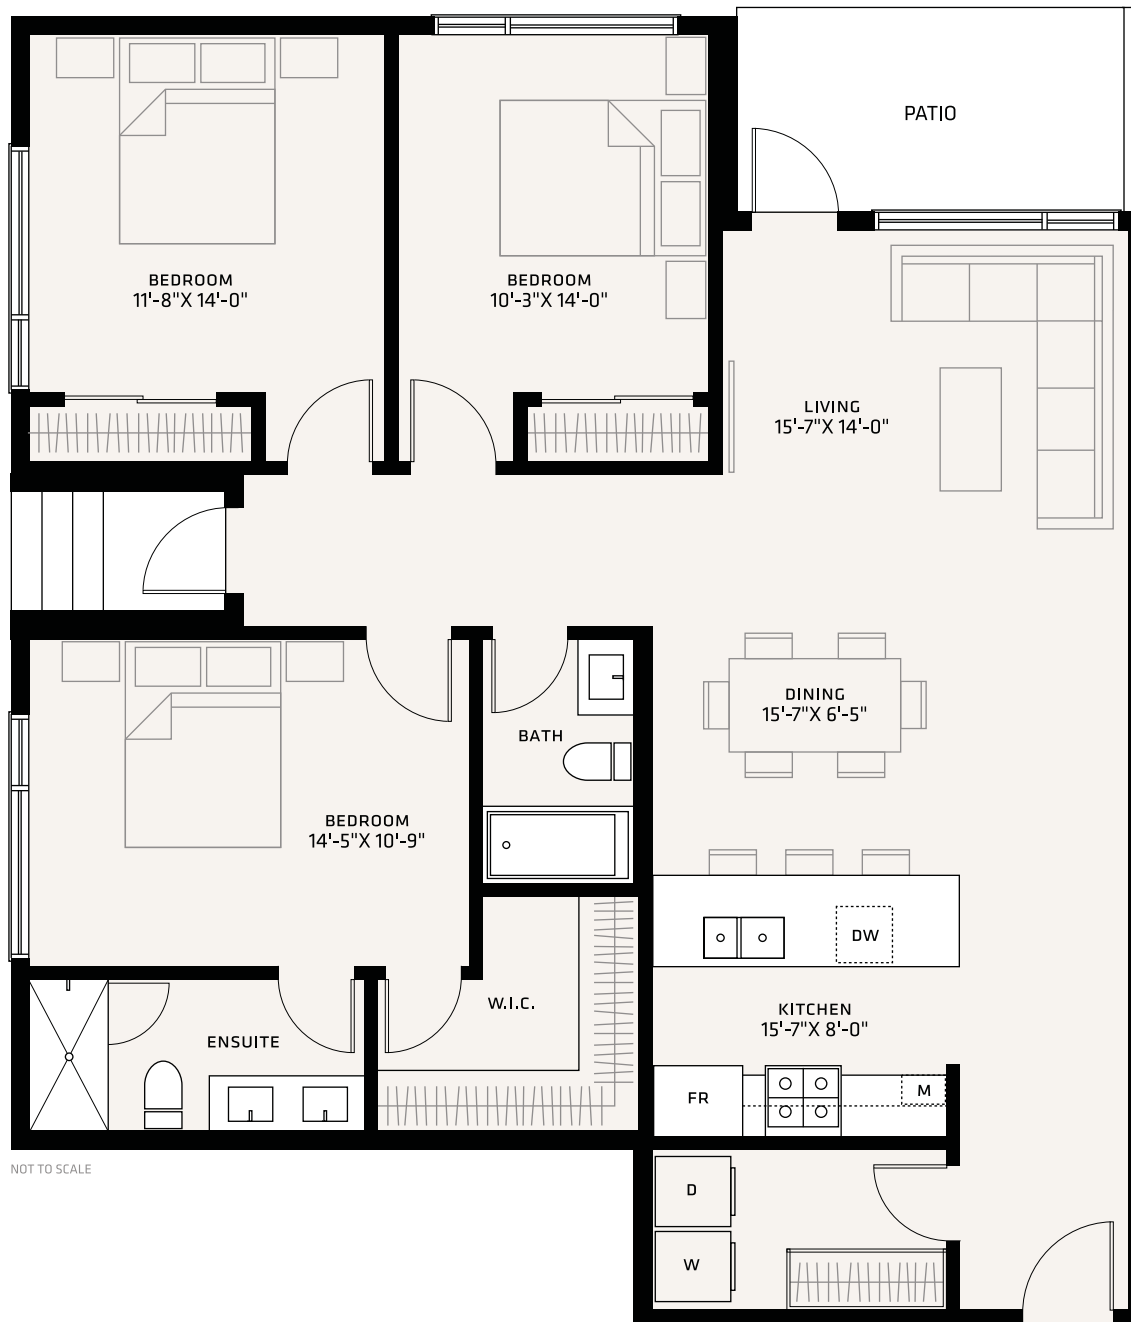 PATIO
BEDROOM
11'-8"X 14'-0"
BEDROOM
10'-3"X 14'-0"
LIVING
15'-7"X 14'-0"
DINING
15'-7"X 6'-5"
BATH
BEDROOM
14'-5"X 10'-9"
DW
W.I.C.
KITCHEN
15'-7"X 8'-0"
ENSUITE
FR
M
NOT TO SCALE
D
W